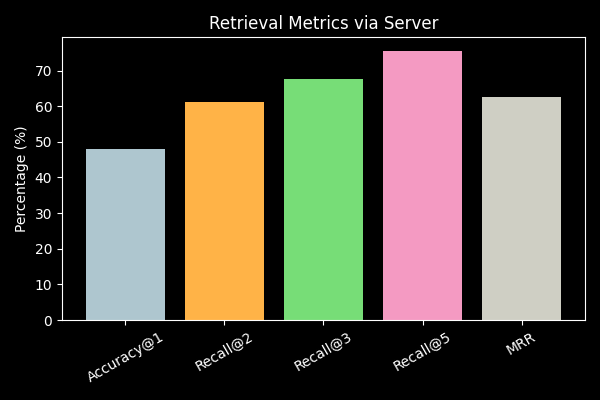 Retrieval Metrics via Server
Percentage (%)
70
60
50
40
30
20
10
0
Accuracy@1
Recall@2
Recall@3
Recall@5
MRR